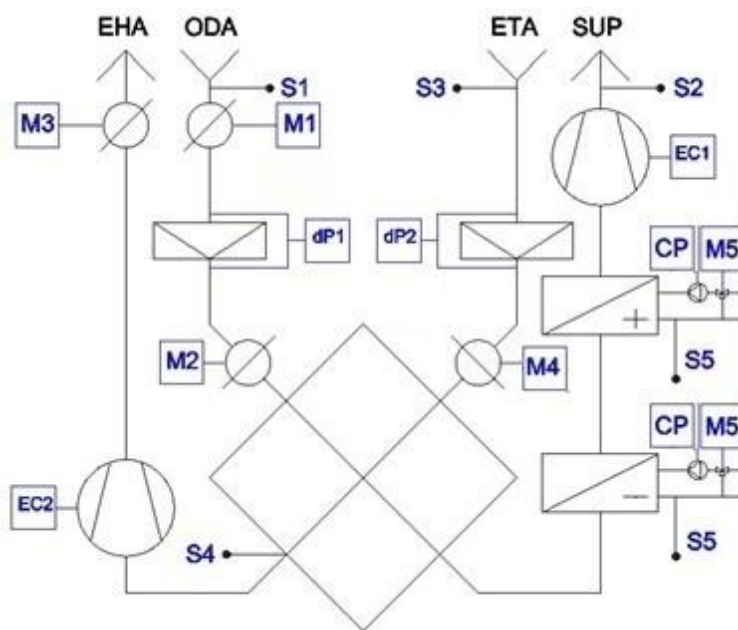 EHA ODA ETA SUP
S1 S3 S2
M3 M1 EC1
dP1 dP2
CP M5
M2 M4 S5
CP M5
EC2
S4 S5